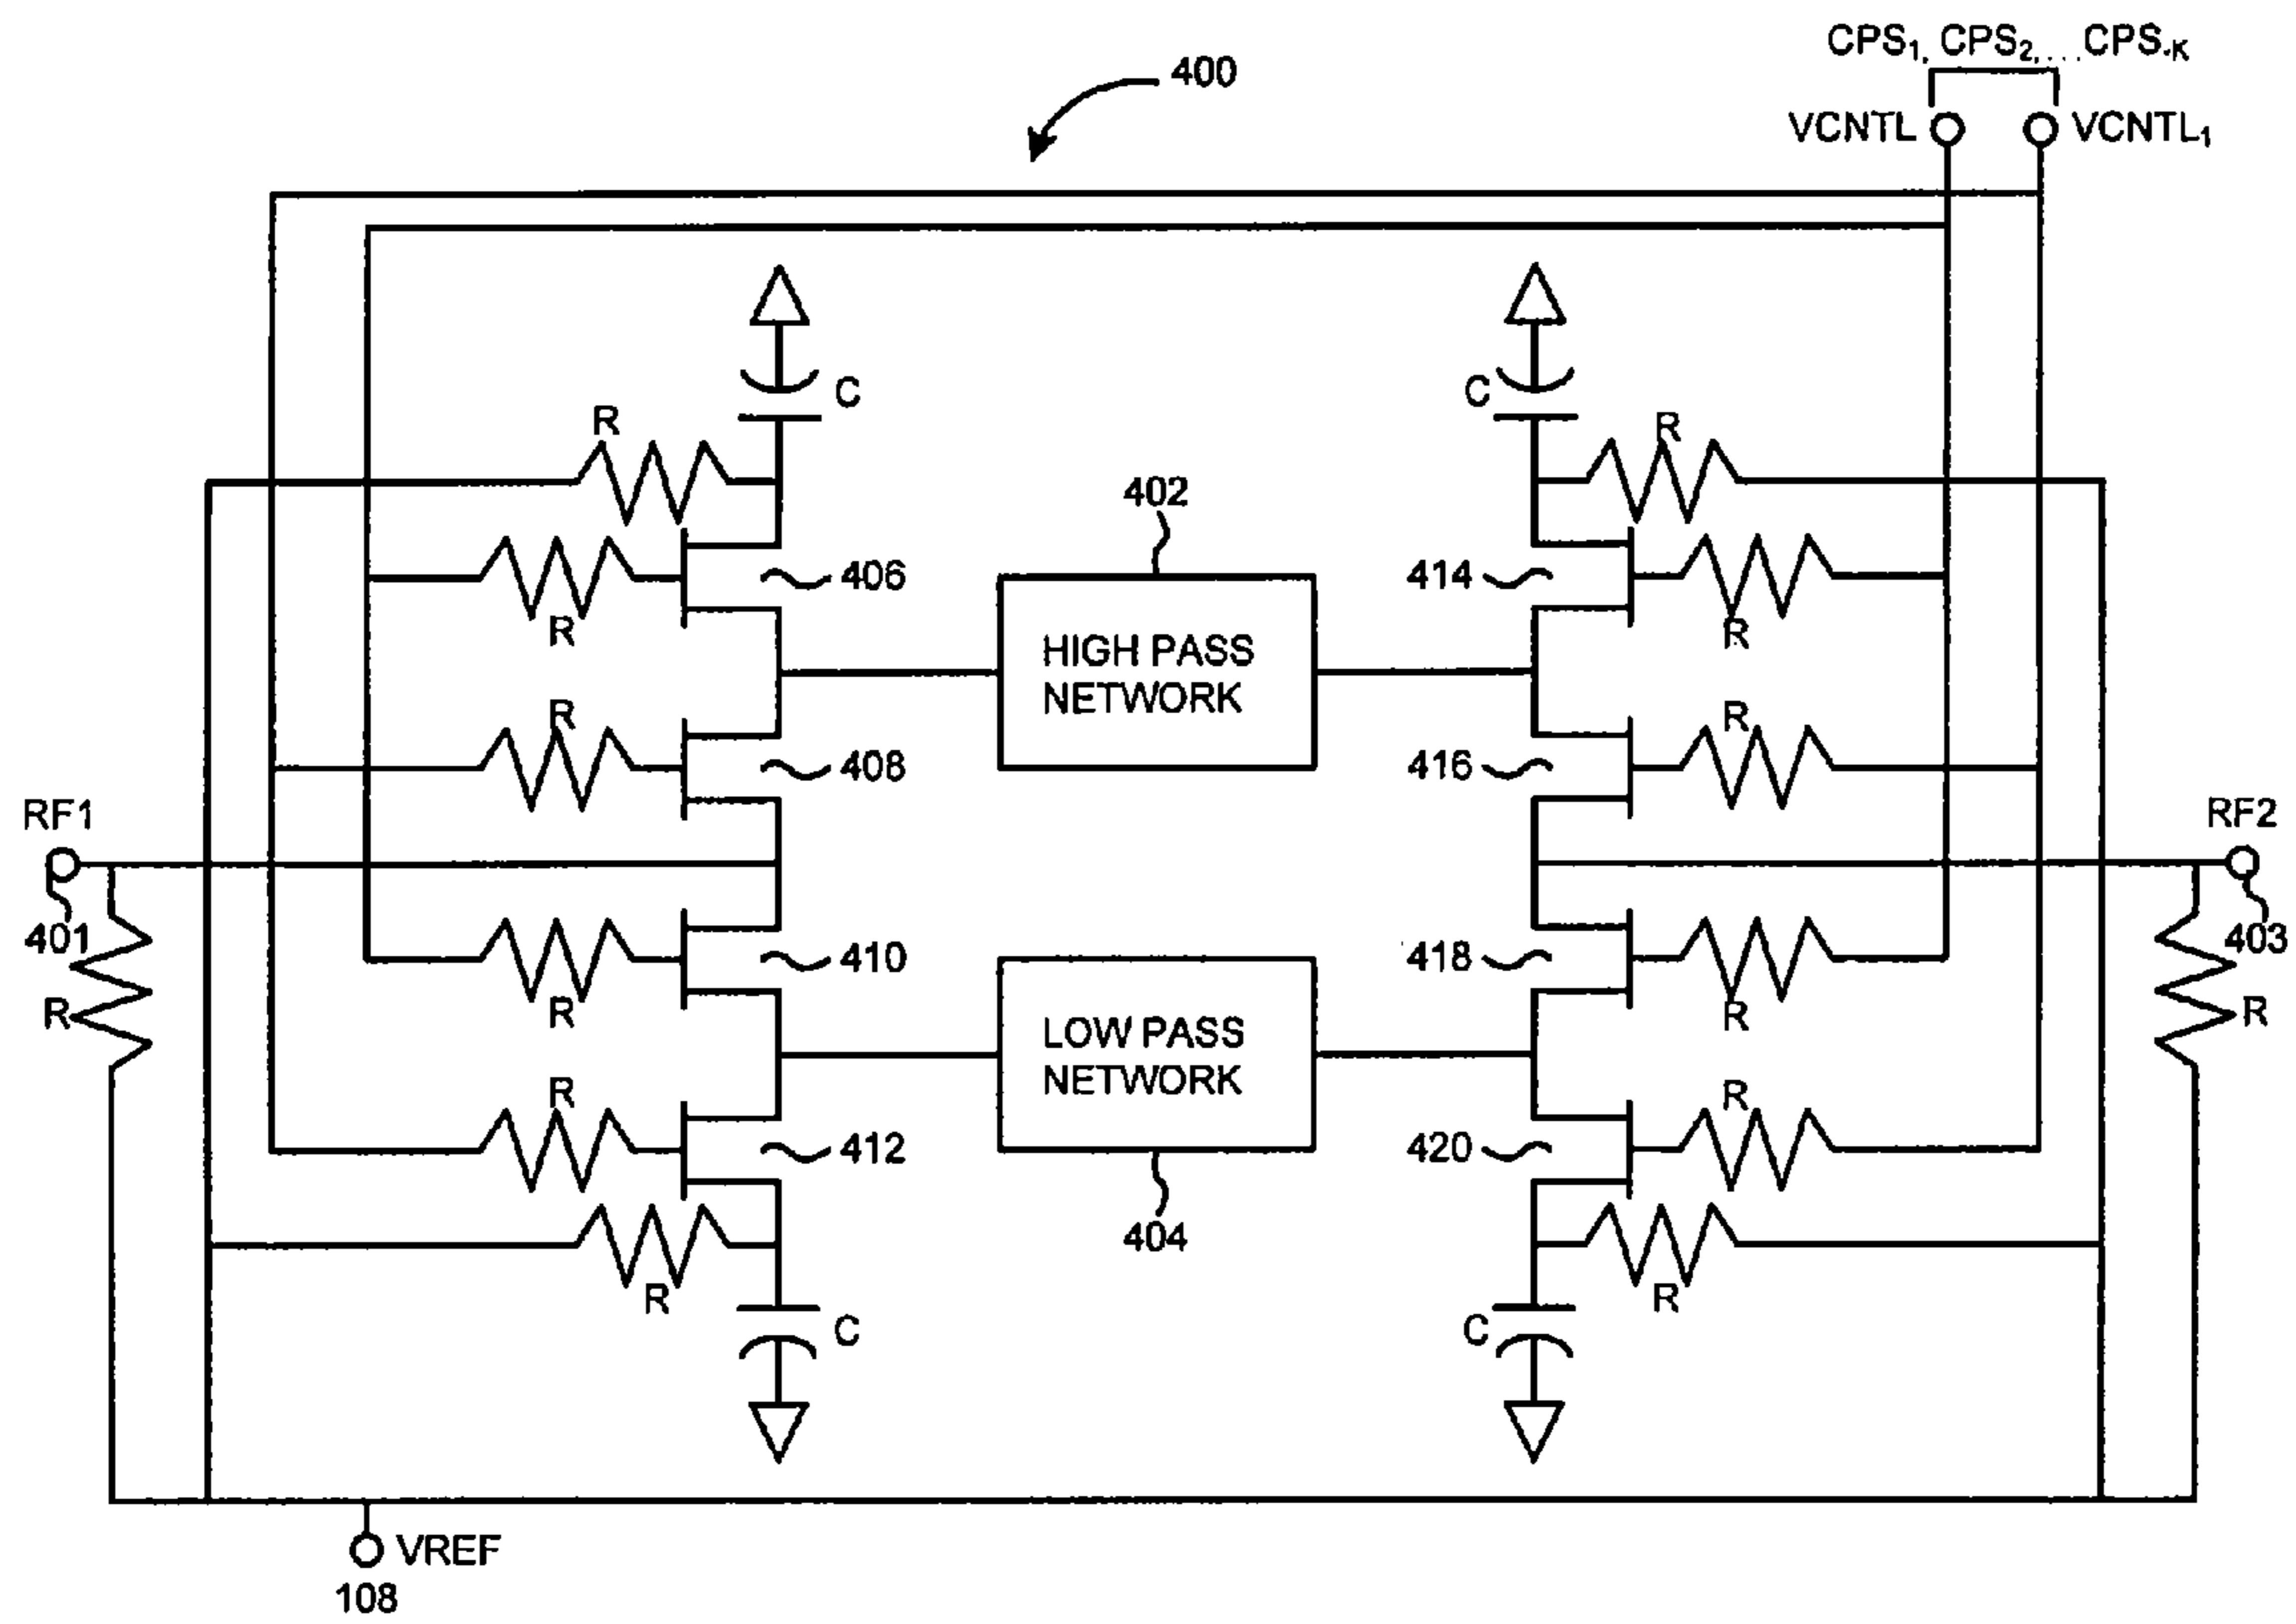 CPS₁, CPS₂, . . . CPS.K
400
VCNTL VCNTL₁
C C
R R
402
406 414
R R
HIGH PASS
NETWORK
R R
408 416
RF1 RF2
401 403
410 418
R R R R
LOW PASS
NETWORK
R R
412 420
404
R R
C C
VREF
108